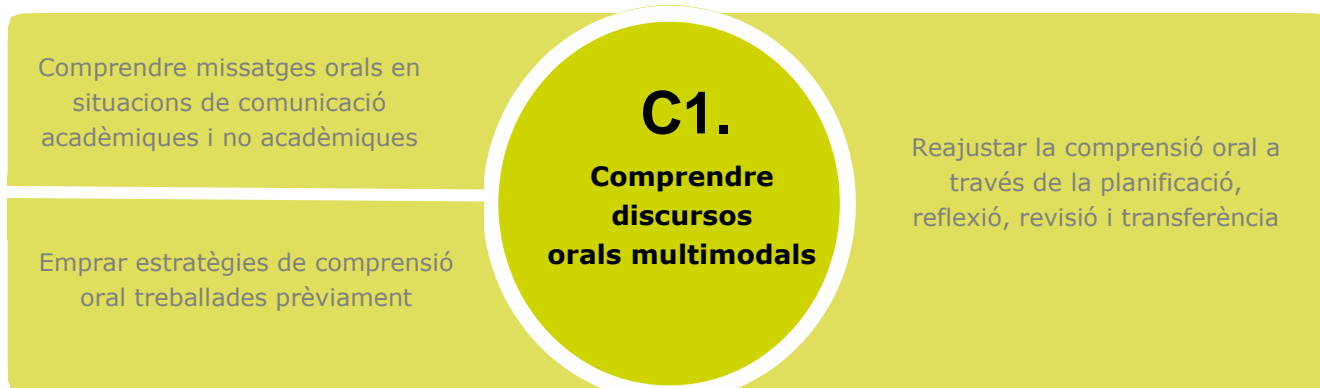 Comprendre missatges orals en
situacions de comunicació
acadèmiques i no acadèmiques
Emprar estratègies de comprensió
oral treballades prèviament
C1.
Comprendre
discursos
orals multimodals
Reajustar la comprensió oral a
través de la planificació,
reflexió, revisió i transferència